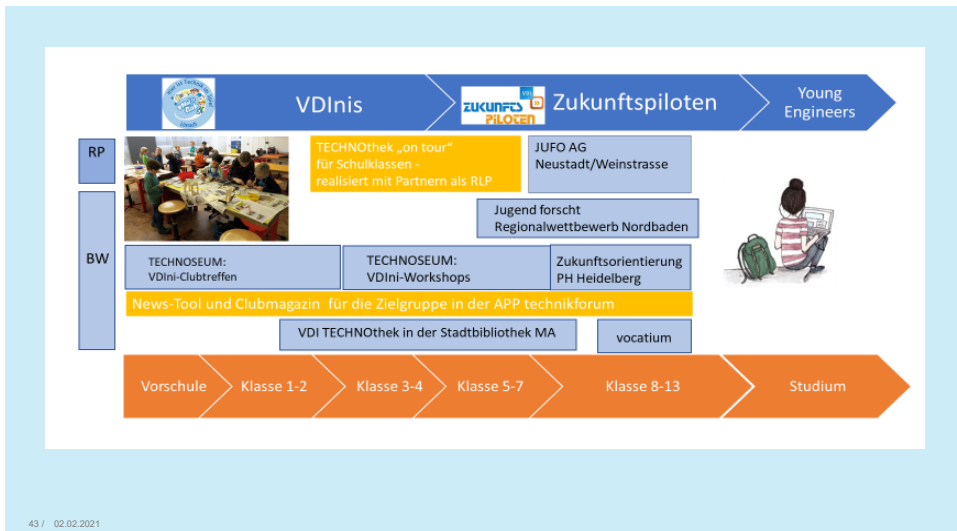 VDInis
ZUKUNFTS
PILOTEN
VDI
Zukunftspiloten
Young
Engineers
RP
TECHNOthek „on tour“
für Schulklassen -
realisiert mit Partnern als RLP
JUFO AG
Neustadt/Weinstrasse
Jugend forscht
Regionalwettbewerb Nordbaden
BW
TECHNOSEUM:
VDIni-Clubtreffen
TECHNOSEUM:
VDIni-Workshops
Zukunftsorientierung
PH Heidelberg
News-Tool und Clubmagazin für die Zielgruppe in der APP technikforum
VDI TECHNOthek in der Stadtbibliothek MA
vocatium
Vorschule
Klasse 1-2
Klasse 3-4
Klasse 5-7
Klasse 8-13
Studium
43 / 02.02.2021